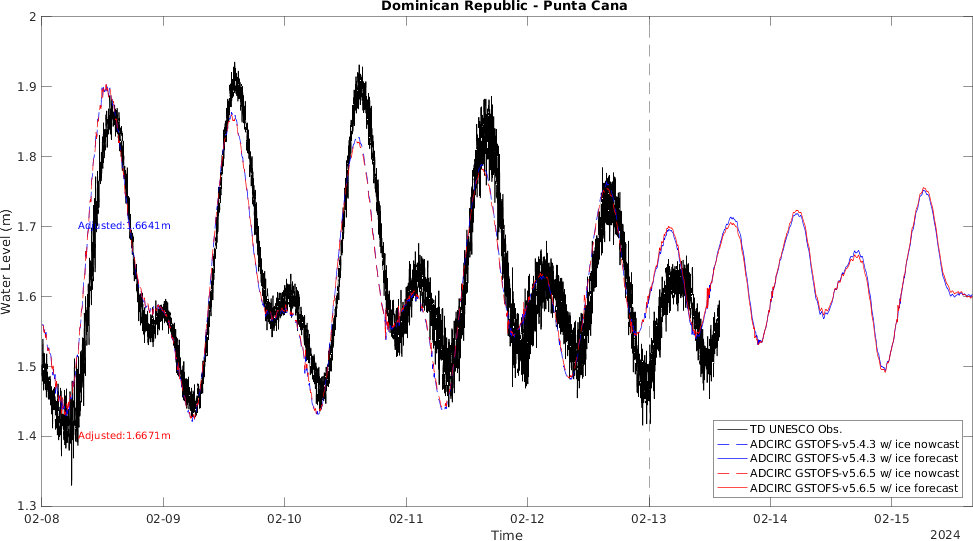 Dominican Republic - Punta Cana
Water Level (m)
2
1.9
1.8
1.7
1.6
1.5
1.4
1.3
Adjusted:1.6641m
Adjusted:1.6671m
TD UNESCO Obs.
ADCIRC GSTOFS-v5.4.3 w/ ice nowcast
ADCIRC GSTOFS-v5.4.3 w/ ice forecast
ADCIRC GSTOFS-v5.6.5 w/ ice nowcast
ADCIRC GSTOFS-v5.6.5 w/ ice forecast
02-08 02-09 02-10 02-11 02-12 02-13 02-14 02-15
Time
2024